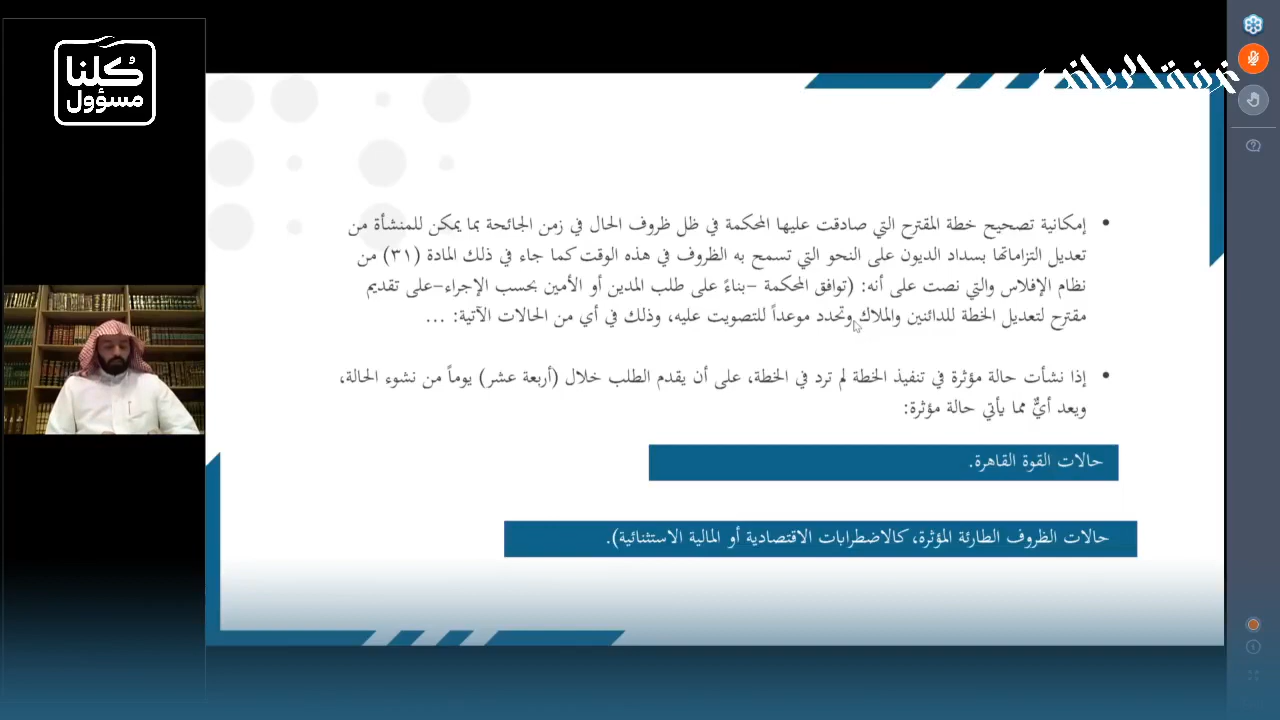 كلنا
مسؤول
غرفة الرياض
إمكانية تصحيح خطة المقترح التي صادقت عليها المحكمة في ظل ظروف الحال في زمن الجائحة بما يمكن للمنشأة من
تعديل التزاماتها بسداد الديون على النحو التي تسمح به الظروف في هذه الوقت كما جاء في ذلك المادة (٣١) من
نظام الإفلاس والتي نصت على أنه: (توافق المحكمة -بناءً على طلب المدين أو الأمين بحسب الإجراء-على تقديم
مقترح لتعديل الخطة للدائنين والملاك وتحدد موعداً للتصويت عليه، وذلك في أي من الحالات الآتية: ...
إذا نشأت حالة مؤثرة في تنفيذ الخطة لم ترد في الخطة، على أن يقدم الطلب خلال (أربعة عشر) يوماً من نشوء الحالة،
ويعد أيٌّ مما يأتي حالة مؤثرة:
حالات القوة القاهرة.
حالات الظروف الطارئة المؤثرة، كالاضطرابات الاقتصادية أو المالية الاستثنائية).